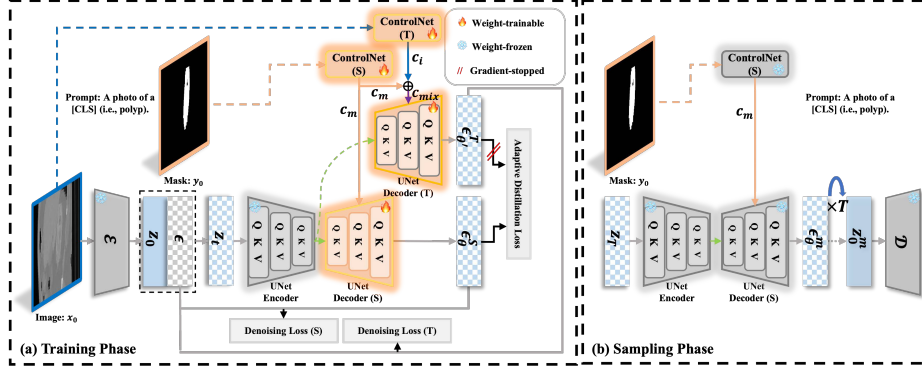 ControlNet
(T)
Weight-trainable
Weight-frozen
Gradient-stopped
ControlNet
(S)
c_i
c_m
c_mix
c_m
Prompt: A photo of a
[CLS] (i.e., polyp).
Mask: y_0
Q K V
Q K V
Q K V
UNet
Decoder (T)
ϵ_θ'^T
Adaptive Distillation Loss
Image: x_0
ℰ
z_0
ϵ
z_t
Q K V
Q K V
Q K V
UNet
Encoder
Q K V
Q K V
Q K V
UNet
Decoder (S)
ϵ_θ^S
Denoising Loss (S)
Denoising Loss (T)
(a) Training Phase
ControlNet
(S)
Prompt: A photo of a
[CLS] (i.e., polyp).
c_m
Mask: y_0
z_T
Q K V
Q K V
Q K V
UNet
Encoder
Q K V
Q K V
Q K V
UNet
Decoder (S)
ϵ_θ^m
×T
z_0^m
𝒟
(b) Sampling Phase